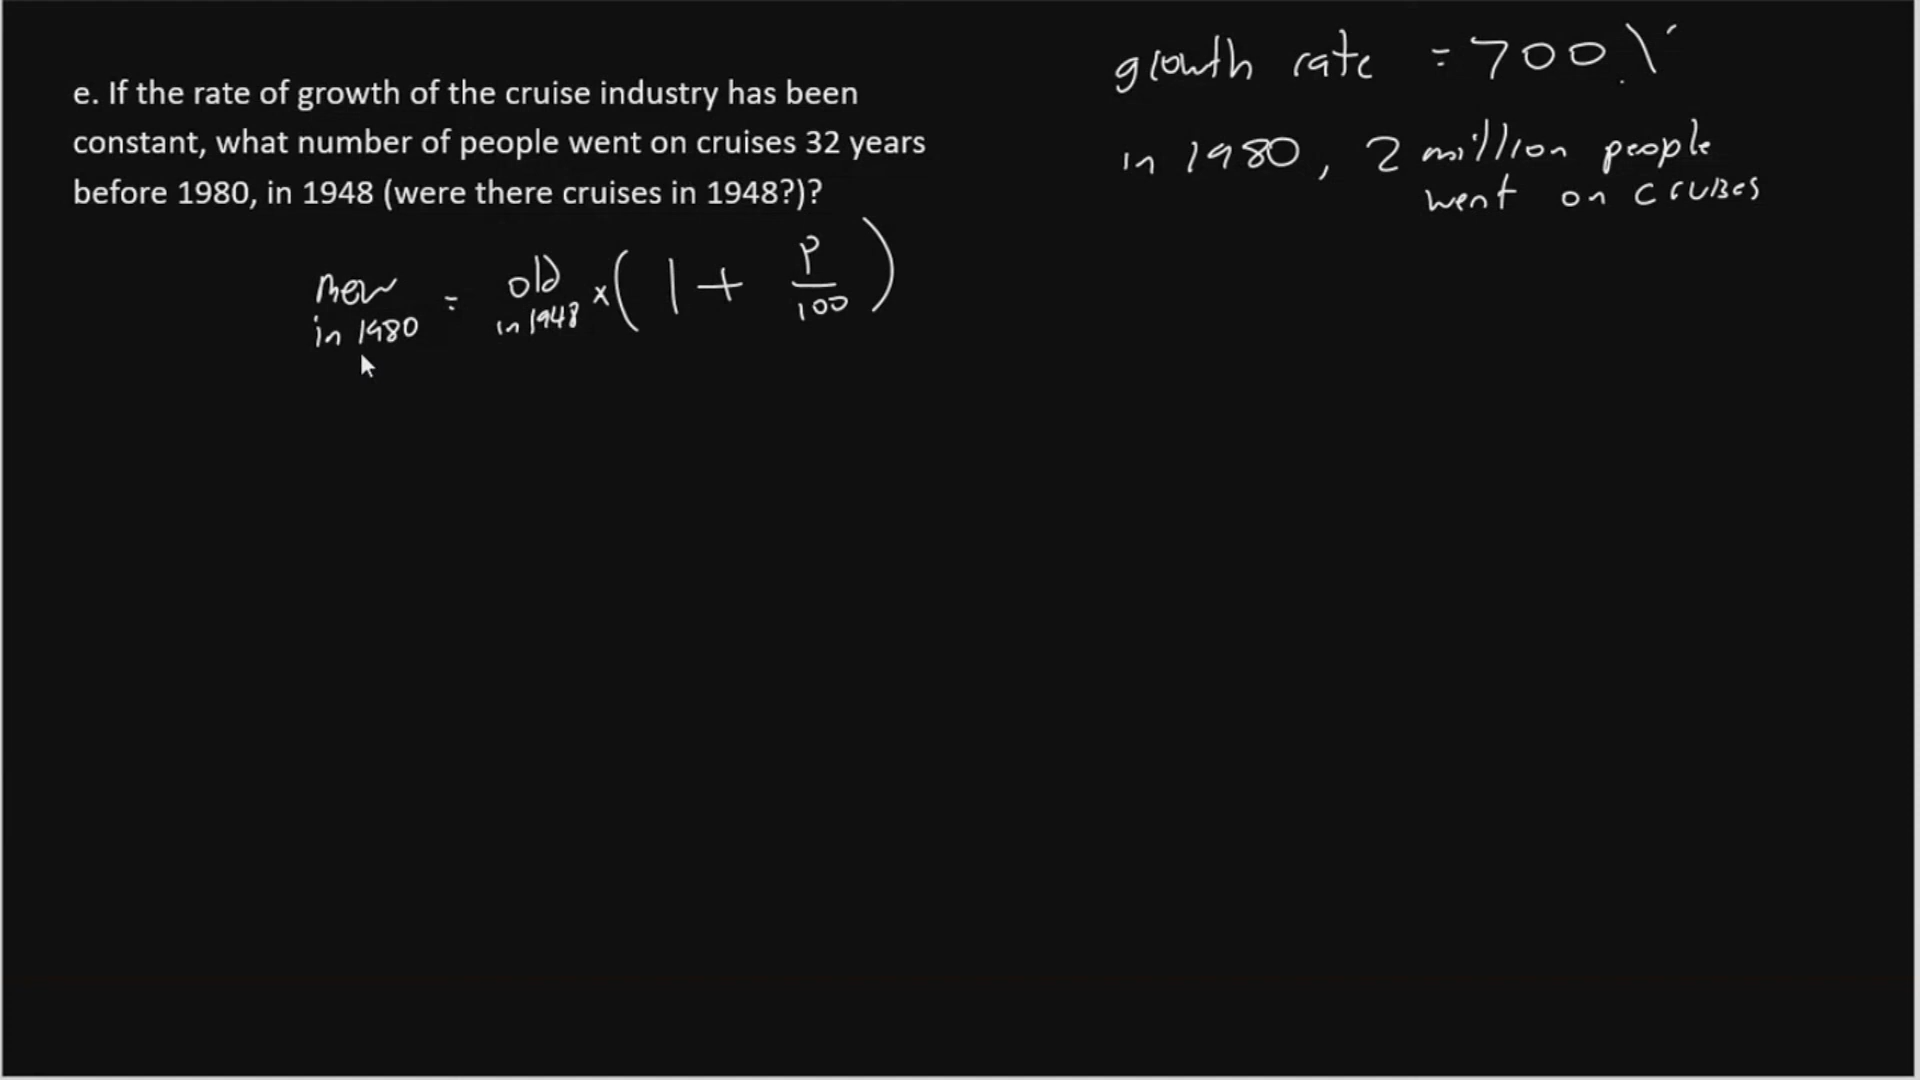 e. If the rate of growth of the cruise industry has been
constant, what number of people went on cruises 32 years
before 1980, in 1948 (were there cruises in 1948?)?
growth rate = 700%
in 1980, 2 million people
went on cruises
new in 1980 = old in 1948 × ( 1 + P/100 )